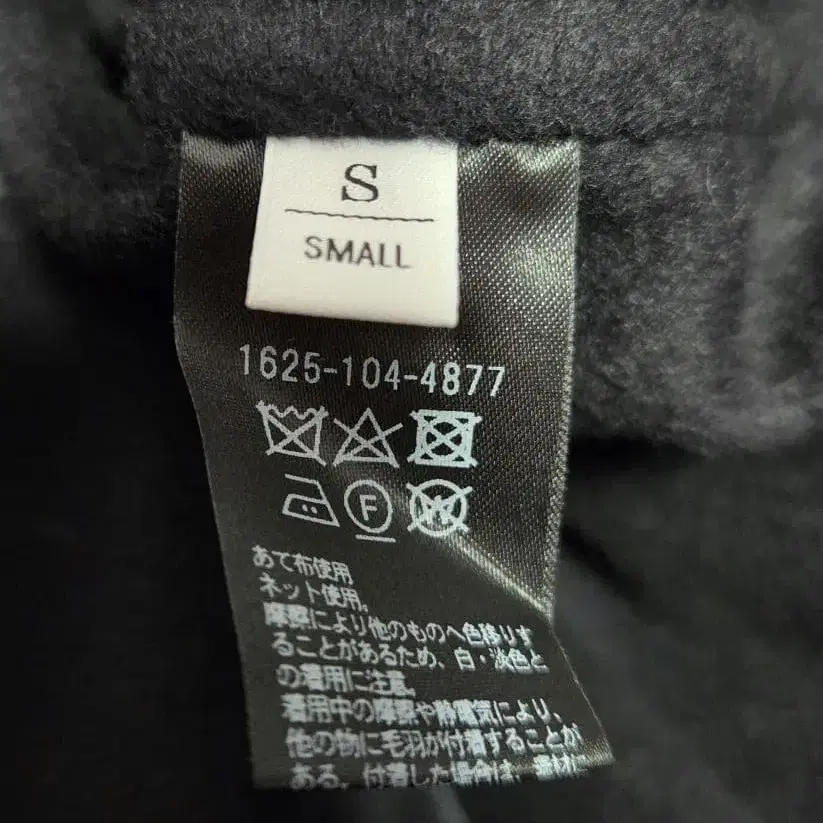 S
SMALL
1625-104-4877
F
W
あて布使用
ネット使用。
摩擦により他のものへ色移りす
ることがあるため、白・淡色と
の着用に注意。
着用中の摩擦や静電気により、
他の物に毛羽が付着することが
ある。付着した場合は、